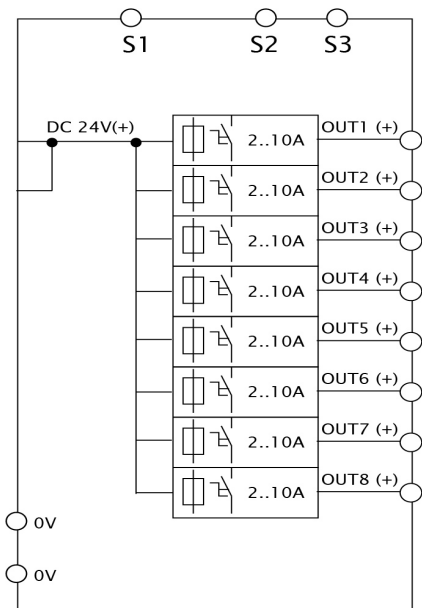 S1 S2 S3
DC 24V(+)
2..10A OUT1 (+)
2..10A OUT2 (+)
2..10A OUT3 (+)
2..10A OUT4 (+)
2..10A OUT5 (+)
2..10A OUT6 (+)
2..10A OUT7 (+)
2..10A OUT8 (+)
0V
0V